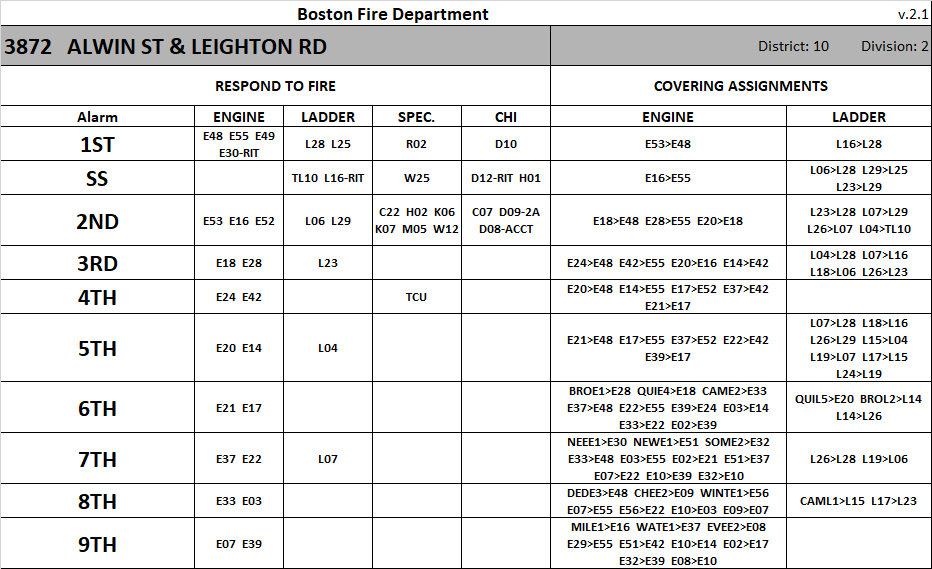 Boston Fire Department
v.2.1
3872 ALWIN ST & LEIGHTON RD
District: 10 Division: 2
RESPOND TO FIRE
COVERING ASSIGNMENTS
Alarm ENGINE LADDER SPEC. CHI ENGINE LADDER
1ST
E48 E55 E49
E30-RIT
L28 L25
R02
D10
E53>E48
L16>L28
SS
TL10 L16-RIT
W25
D12-RIT H01
E16>E55
L06>L28 L29>L25
L23>L29
2ND
E53 E16 E52
L06 L29
C22 H02 K06
K07 M05 W12
C07 D09-2A
D08-ACCT
E18>E48 E28>E55 E20>E18
L23>L28 L07>L29
L26>L07 L04>TL10
3RD
E18 E28
L23
E24>E48 E42>E55 E20>E16 E14>E42
L04>L28 L07>L16
L18>L06 L26>L23
4TH
E24 E42
TCU
E20>E48 E14>E55 E17>E52 E37>E42
E21>E17
5TH
E20 E14
L04
E21>E48 E17>E55 E37>E52 E22>E42
E39>E17
L07>L28 L18>L16
L26>L29 L15>L04
L19>L07 L17>L15
L24>L19
6TH
E21 E17
BROE1>E28 QUIE4>E18 CAME2>E33
E37>E48 E22>E55 E39>E24 E03>E14
E33>E22 E02>E39
QUIL5>E20 BROL2>L14
L14>L26
7TH
E37 E22
L07
NEEE1>E30 NEWE1>E51 SOME2>E32
E33>E48 E03>E55 E02>E21 E51>E37
E07>E22 E10>E39 E32>E10
L26>L28 L19>L06
8TH
E33 E03
DEDE3>E48 CHEE2>E09 WINTE1>E56
E07>E55 E56>E22 E10>E03 E09>E07
CAML1>L15 L17>L23
9TH
E07 E39
MILE1>E16 WATE1>E37 EVEE2>E08
E29>E55 E51>E42 E10>E14 E02>E17
E32>E39 E08>E10